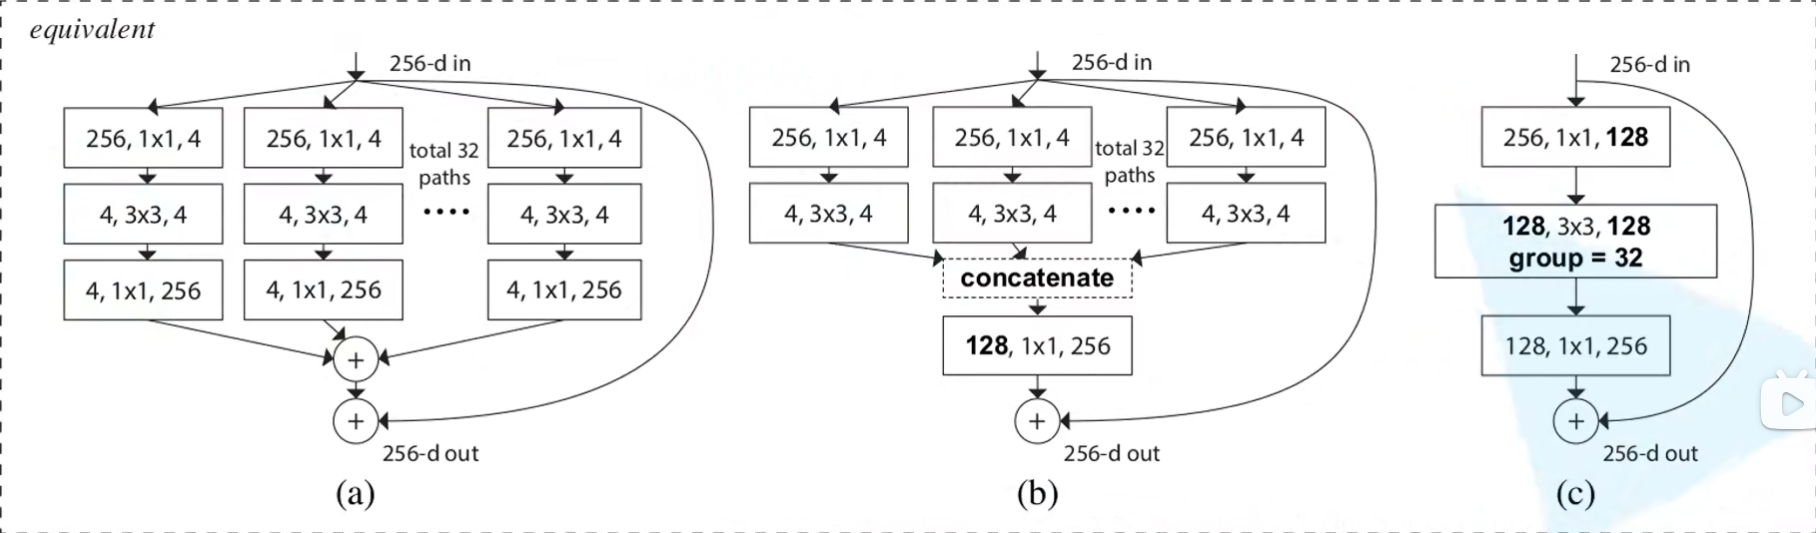 equivalent
256-d in
256, 1x1, 4
256, 1x1, 4
total 32
paths
256, 1x1, 4
4, 3x3, 4
4, 3x3, 4
....
4, 3x3, 4
4, 1x1, 256
4, 1x1, 256
4, 1x1, 256
+
+
256-d out
(a)
256-d in
256, 1x1, 4
256, 1x1, 4
total 32
paths
256, 1x1, 4
4, 3x3, 4
4, 3x3, 4
....
4, 3x3, 4
concatenate
128, 1x1, 256
+
256-d out
(b)
256-d in
256, 1x1, 128
128, 3x3, 128
group = 32
128, 1x1, 256
+
256-d out
(c)